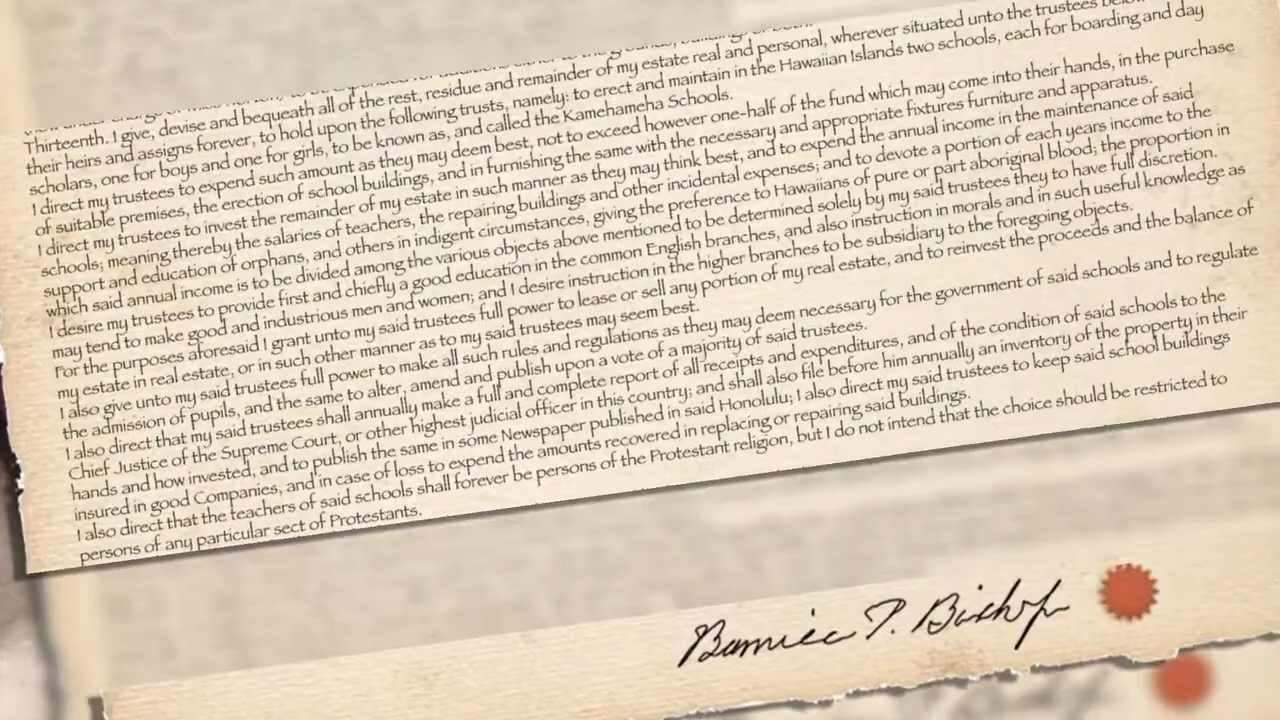 Thirteenth. I give, devise and bequeath all of the rest, residue and remainder of my estate real and personal, wherever situated unto the trustees below
their heirs and assigns forever, to hold upon the following trusts, namely: to erect and maintain in the Hawaiian Islands two schools, each for boarding and day
scholars, one for boys and one for girls, to be known as, and called the Kamehameha Schools.
I direct my trustees to expend such amount as they may deem best, not to exceed however one-half of the fund which may come into their hands, in the purchase
of suitable premises, the erection of school buildings, and in furnishing the same with the necessary and appropriate fixtures furniture and apparatus.
I direct my trustees to invest the remainder of my estate in such manner as they may think best, and to expend the annual income in the maintenance of said
schools; meaning thereby the salaries of teachers, the repairing buildings and other incidental expenses; and to devote a portion of each years income to the
support and education of orphans, and others in indigent circumstances, giving the preference to Hawaiians of pure or part aboriginal blood; the proportion in
which said annual income is to be divided among the various objects above mentioned to be determined solely by my said trustees they to have full discretion.
I desire my trustees to provide first and chiefly a good education in the common English branches, and also instruction in morals and in such useful knowledge as
may tend to make good and industrious men and women; and I desire instruction in the higher branches to be subsidiary to the foregoing objects.
For the purposes aforesaid I grant unto my said trustees full power to lease or sell any portion of my real estate, and to reinvest the proceeds and the balance of
my estate in real estate, or in such other manner as to my said trustees may seem best.
I also give unto my said trustees full power to make all such rules and regulations as they may deem necessary for the government of said schools and to regulate
the admission of pupils, and the same to alter, amend and publish upon a vote of a majority of said trustees.
I also direct that my said trustees shall annually make a full and complete report of all receipts and expenditures, and of the condition of said schools to the
Chief Justice of the Supreme Court, or other highest judicial officer in this country; and shall also file before him annually an inventory of the property in their
hands and how invested, and to publish the same in some Newspaper published in said Honolulu; I also direct my said trustees to keep said school buildings
insured in good Companies, and in case of loss to expend the amounts recovered in replacing or repairing said buildings.
I also direct that the teachers of said schools shall forever be persons of the Protestant religion, but I do not intend that the choice should be restricted to
persons of any particular sect of Protestants.
Bernice P. Bishop